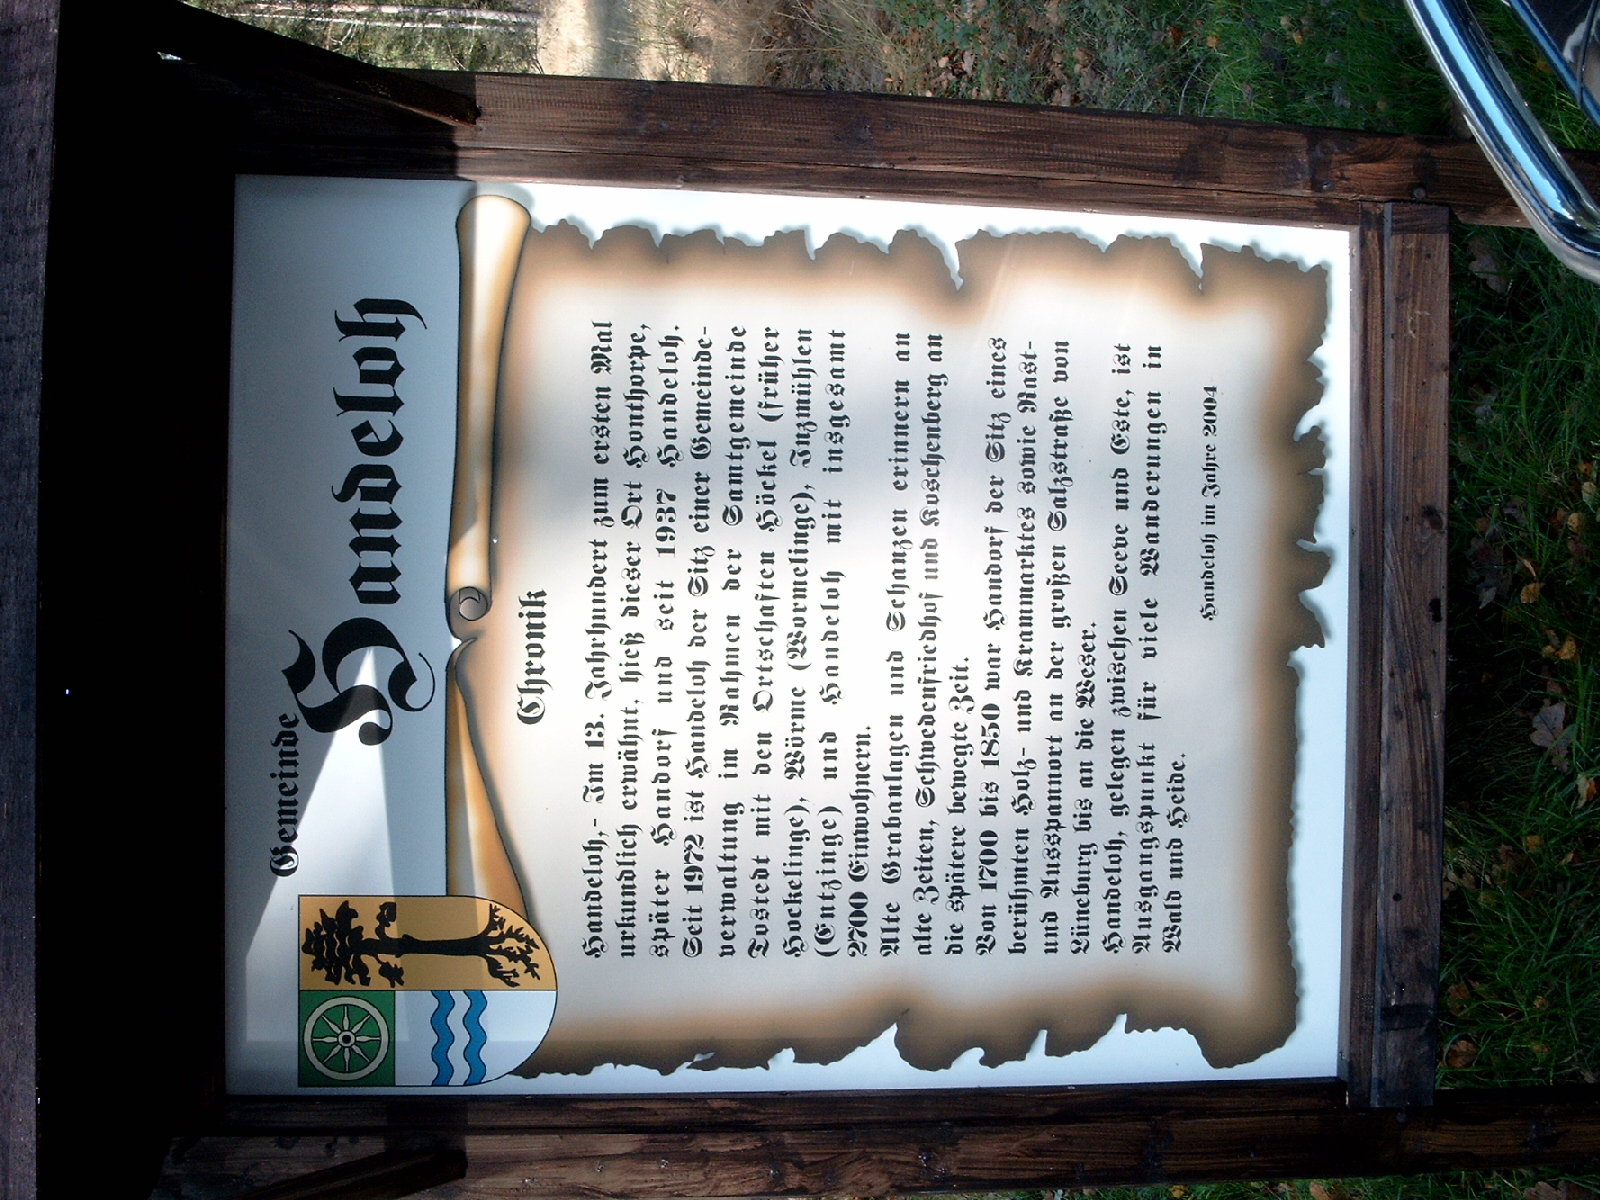 Gemeinde
Handeloh
Chronik
Handeloh,- Im 13. Jahrhundert zum ersten Mal
urkundlich erwähnt, hieß dieser Ort Honthorpe,
später Handorf und seit 1937 Handeloh.
Seit 1972 ist Handeloh der Sitz einer Gemeinde-
verwaltung im Rahmen der Samtgemeinde
Tostedt mit den Ortschaften Höckel (früher
Hockelinge), Wörme (Wormelinge), Inzmühlen
(Entzinge) und Handeloh mit insgesamt
2700 Einwohnern.
Alte Grabanlagen und Schanzen erinnern an
alte Zeiten, Schwedenfriedhof und Koschenberg an
die spätere bewegte Zeit.
Von 1700 bis 1850 war Handorf der Sitz eines
berühmten Holz- und Krammarktes sowie Rast-
und Ausspannort an der großen Salzstraße von
Lüneburg bis an die Weser.
Handeloh, gelegen zwischen Seeve und Este, ist
Ausgangspunkt für viele Wanderungen in
Wald und Heide.
Handeloh im Jahre 2004